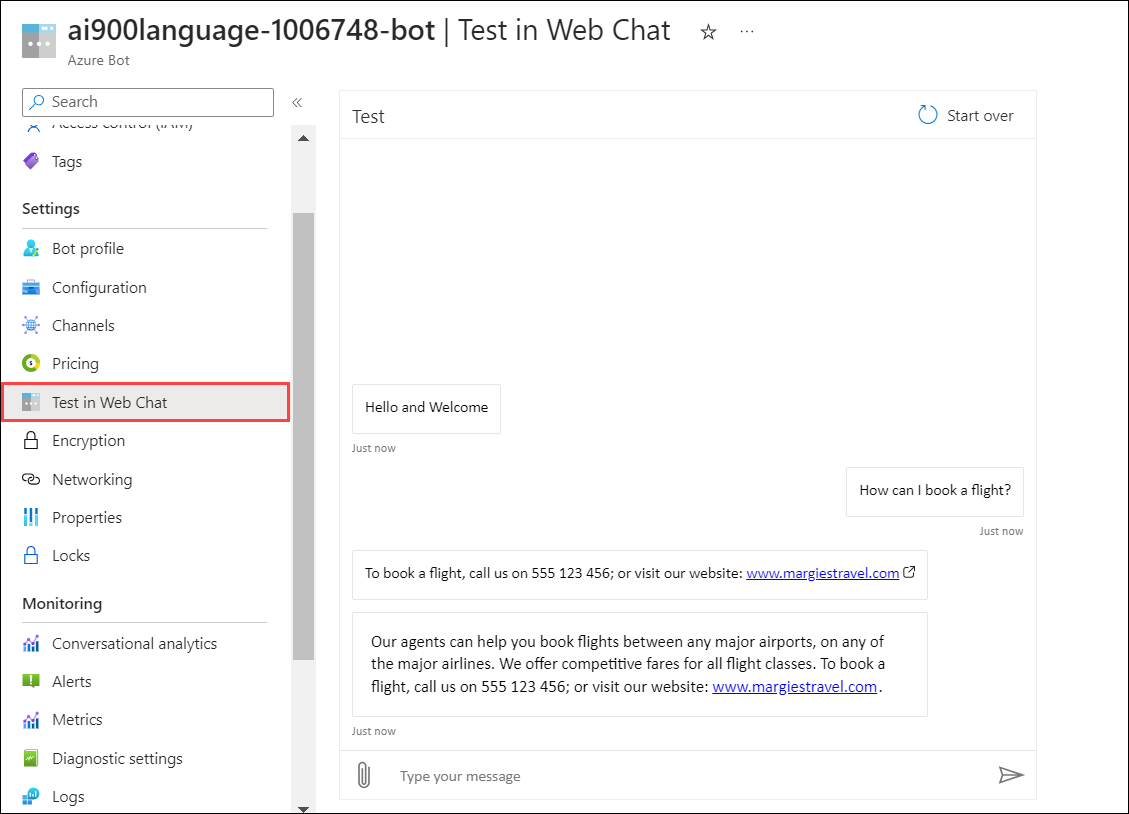 ai900language-1006748-bot | Test in Web Chat
Azure Bot
Search
Access control (IAM)
Tags
Settings
Bot profile
Configuration
Channels
Pricing
Test in Web Chat
Encryption
Networking
Properties
Locks
Monitoring
Conversational analytics
Alerts
Metrics
Diagnostic settings
Logs
Test
Start over
Hello and Welcome
Just now
How can I book a flight?
Just now
To book a flight, call us on 555 123 456; or visit our website: www.margiestravel.com
Our agents can help you book flights between any major airports, on any of
the major airlines. We offer competitive fares for all flight classes. To book a
flight, call us on 555 123 456; or visit our website: www.margiestravel.com.
Just now
Type your message